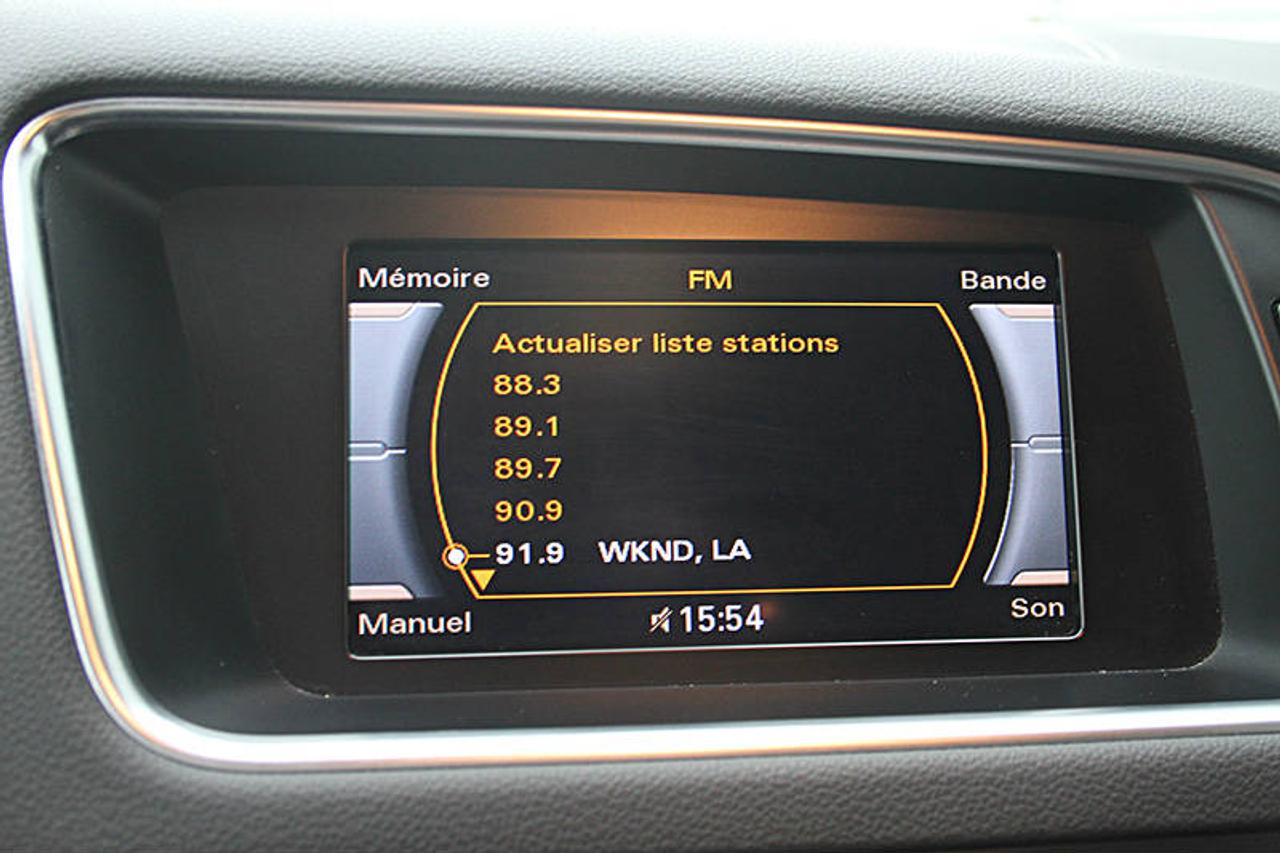 Mémoire FM Bande
Actualiser liste stations
88.3
89.1
89.7
90.9
91.9 WKND, LA
Manuel 15:54 Son